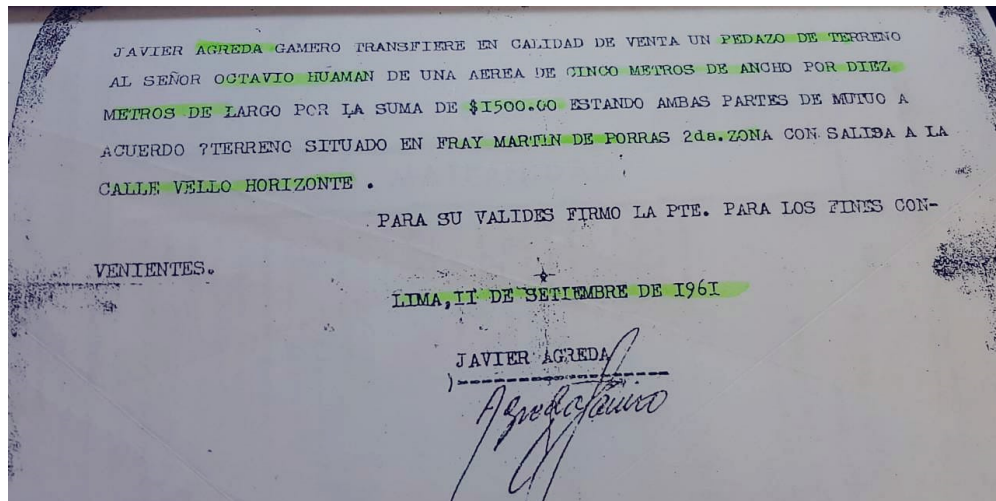 JAVIER AGREDA GAMERO TRANSFIERE EN CALIDAD DE VENTA UN PEDAZO DE TERRENO
AL SEÑOR OCTAVIO HUAMAN DE UNA AEREA DE CINCO METROS DE ANCHO POR DIEZ
METROS DE LARGO POR LA SUMA DE $I500.00 ESTANDO AMBAS PARTES DE MUTUO A
ACUERDO ?TERRENO SITUADO EN FRAY MARTIN DE PORRAS 2da.ZONA CON SALIDA A LA
CALLE VELLO HORIZONTE .
PARA SU VALIDES FIRMO LA PTE. PARA LOS FINES CON-
VENIENTES.
LIMA,II DE SETIEMBRE DE I96I
JAVIER AGREDA
)--------------------